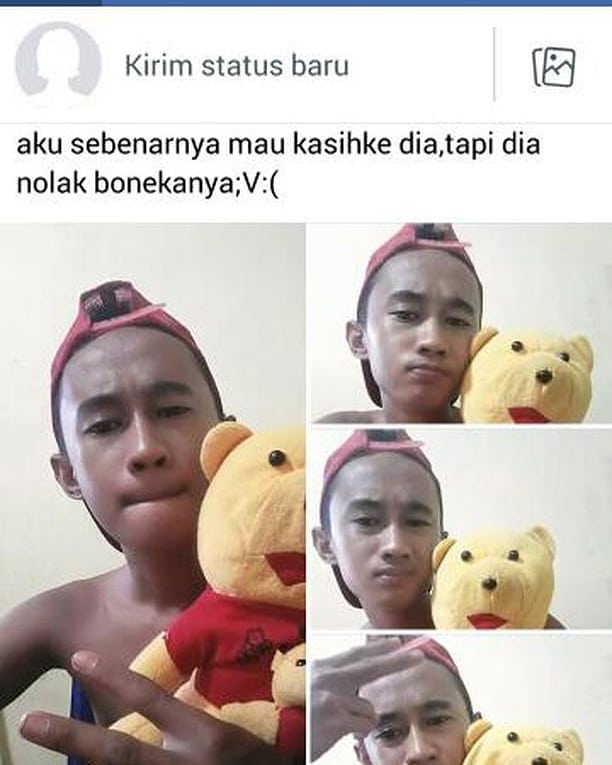 Kirim status baru
aku sebenarnya mau kasihke dia,tapi dia
nolak bonekanya;V:(